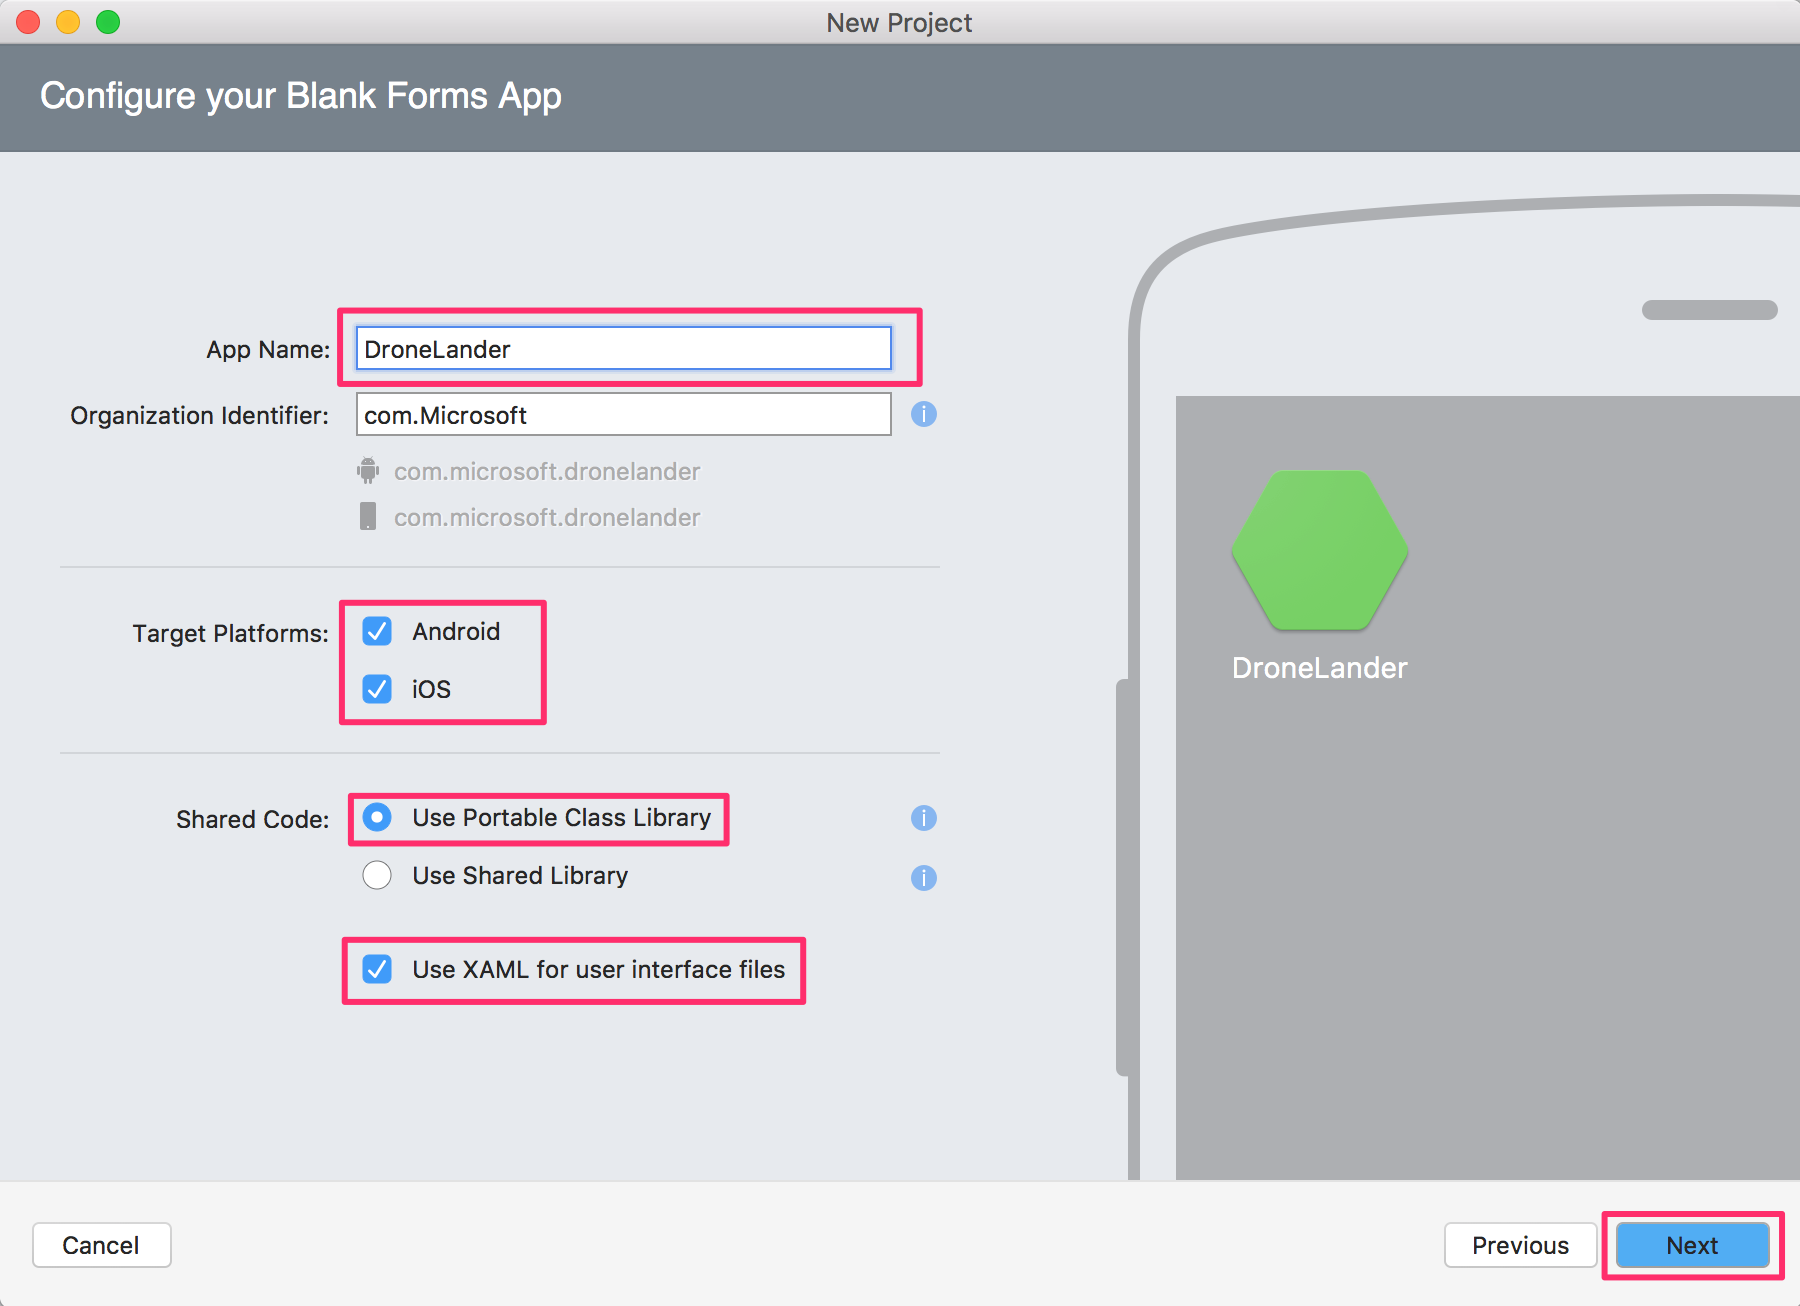 New Project
Configure your Blank Forms App
App Name: DroneLander
Organization Identifier: com.Microsoft
com.microsoft.dronelander
com.microsoft.dronelander
Target Platforms: Android
iOS
Shared Code: Use Portable Class Library
Use Shared Library
Use XAML for user interface files
DroneLander
Cancel
Previous
Next